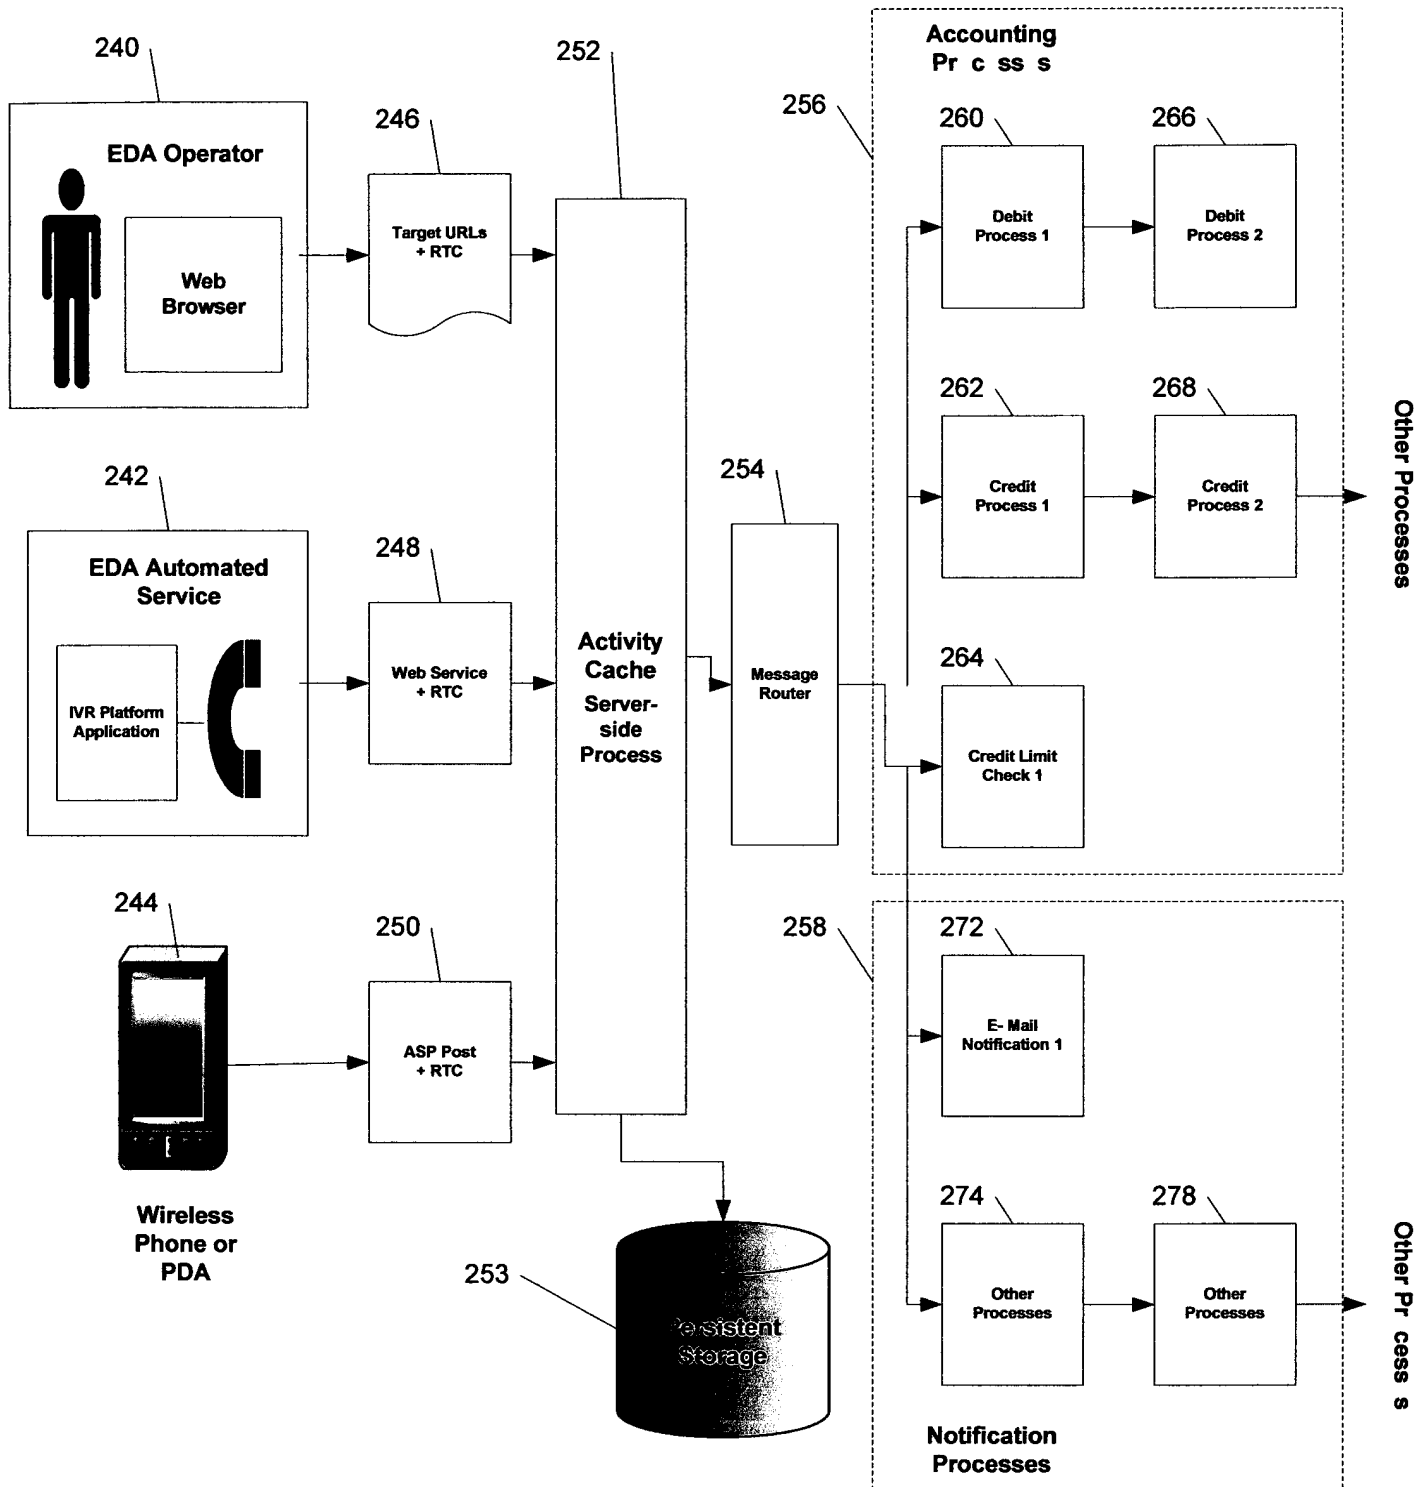 240
EDA Operator
Web
Browser
246
Target URLs
+ RTC
242
EDA Automated
Service
IVR Platform
Application
248
Web Service
+ RTC
244
Wireless
Phone or
PDA
250
ASP Post
+ RTC
252
Activity
Cache
Server-
side
Process
253
Persistent
Storage
254
Message
Router
256
Accounting
Pr c ss s
260
Debit
Process 1
266
Debit
Process 2
262
Credit
Process 1
268
Credit
Process 2
264
Credit Limit
Check 1
Other Processes
258
272
E- Mail
Notification 1
274
Other
Processes
278
Other
Processes
Notification
Processes
Other Pr cess s